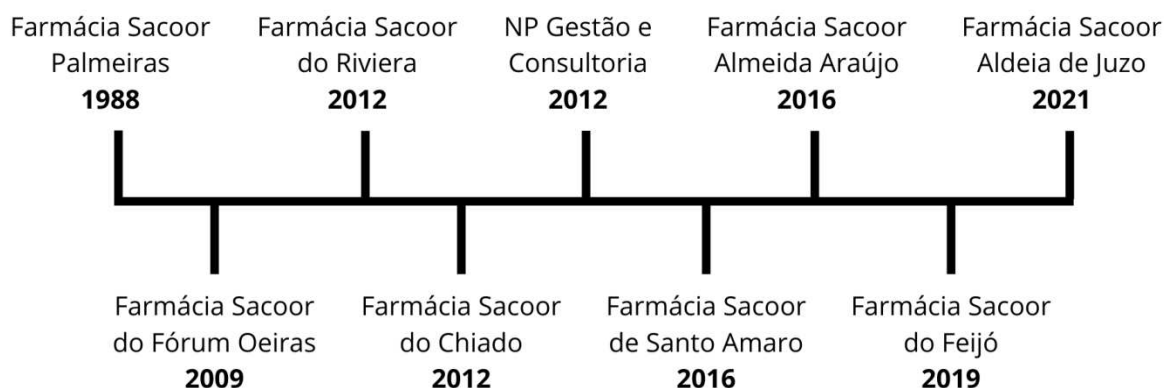 Farmácia Sacoor
Palmeiras
1988
Farmácia Sacoor
do Riviera
2012
NP Gestão e
Consultoria
2012
Farmácia Sacoor
Almeida Araújo
2016
Farmácia Sacoor
Aldeia de Juzo
2021
Farmácia Sacoor
do Fórum Oeiras
2009
Farmácia Sacoor
do Chiado
2012
Farmácia Sacoor
de Santo Amaro
2016
Farmácia Sacoor
do Feijó
2019